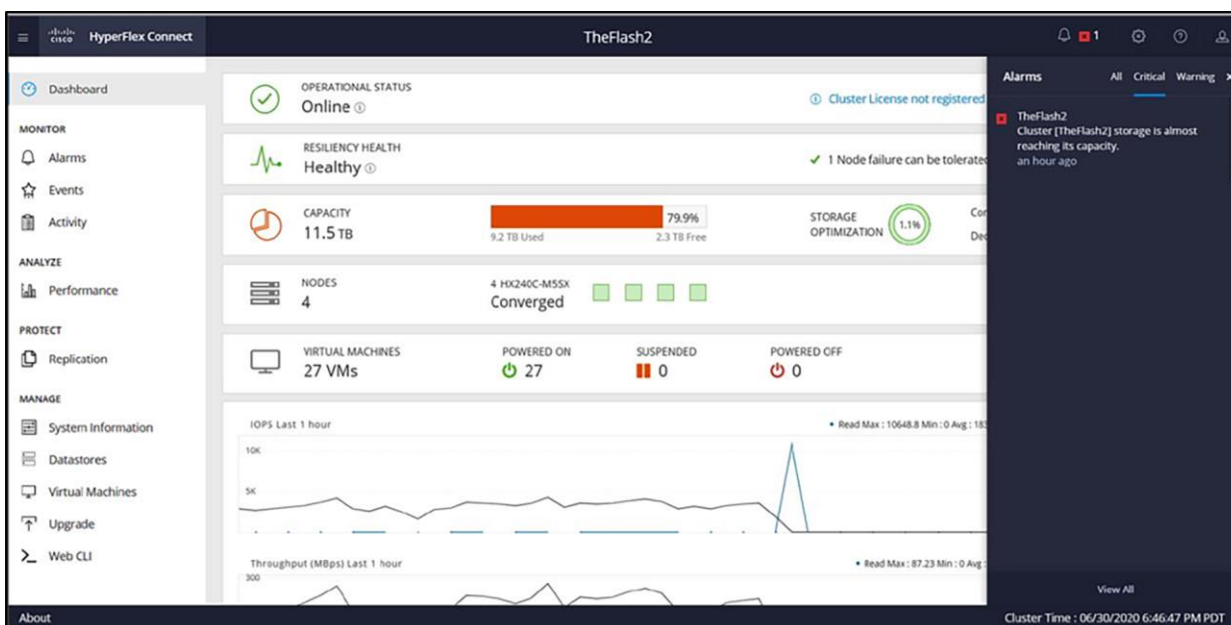 CISCO HyperFlex Connect
TheFlash2
1
Dashboard
MONITOR
Alarms
Events
Activity
ANALYZE
Performance
PROTECT
Replication
MANAGE
System Information
Datastores
Virtual Machines
Upgrade
Web CLI
OPERATIONAL STATUS
Online
Cluster License not registered
RESILIENCY HEALTH
Healthy
1 Node failure can be tolerated
CAPACITY
11.5 TB
79.9%
9.2 TB Used 2.3 TB Free
STORAGE
OPTIMIZATION
1.1%
NODES
4
4 HX240C-M5SX
Converged
VIRTUAL MACHINES
27 VMs
POWERED ON
27
SUSPENDED
0
POWERED OFF
0
IOPS Last 1 hour
Read Max : 10648.8 Min : 0 Avg : 183
10K
5K
Throughput (MBps) Last 1 hour
Read Max : 87.23 Min : 0 Avg :
300
Alarms All Critical Warning
TheFlash2
Cluster [TheFlash2] storage is almost
reaching its capacity.
an hour ago
View All
About
Cluster Time : 06/30/2020 6:46:47 PM PDT